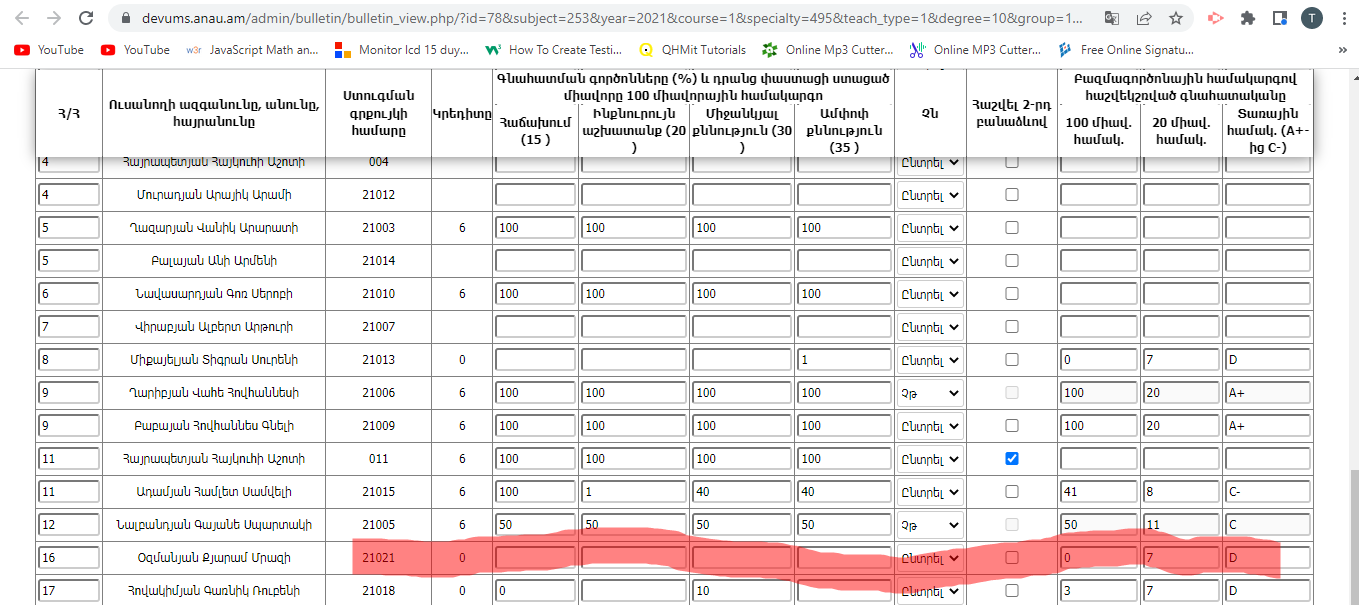 devums.anau.am/admin/bulletin/bulletin_view.php/?id=78&subject=253&year=2021&course=1&specialty=495&teach_type=1&degree=10&group=1... T
YouTube YouTube JavaScript Math an... Monitor lcd 15 duy... How To Create Testi... QHMit Tutorials Online Mp3 Cutter... Online MP3 Cutter... Free Online Signatu... »
Հ/Հ Ուսանողի ազգանունը, անունը, հայրանունը Ստուգման գրքույկի համարը Կրեդիտը Գնահատման գործոնները (%) և դրանց փաստացի ստացած միավորը 100 միավորային համակարգո Չն Հաշվել 2-րդ բանաձևով Բազմագործոնային համակարգով հաշվեկշռված գնահատականը
Հաճախում (15 ) Ինքնուրույն աշխատանք (20 ) Միջանկյալ քննություն (30 ) Ամփոփ քննություն (35 ) 100 միավ. համակ. 20 միավ. համակ. Տառային համակ. (A+-ից C-)
4 Հայրապետյան Հայկուհի Աշոտի 004 Ընտրել
4 Մուրադյան Արայիկ Արամի 21012 Ընտրել
5 Ղազարյան Վանիկ Արարատի 21003 6 100 100 100 100 Ընտրել
5 Բալայան Անի Արմենի 21014 Ընտրել
6 Նավասարդյան Գոռ Սերոբի 21010 6 100 100 100 100 Ընտրել
7 Վիրաբյան Ալբերտ Արթուրի 21007 Ընտրել
8 Միքայելյան Տիգրան Սուրենի 21013 0 1 Ընտրել 0 7 D
9 Ղարիբյան Վահե Հովհաննեսի 21006 6 100 100 100 100 Չթ 100 20 A+
9 Բաբայան Հովհաննես Գնելի 21009 6 100 100 100 100 Ընտրել 100 20 A+
11 Հայրապետյան Հայկուհի Աշոտի 011 6 100 100 100 100 Ընտրել
11 Ադամյան Համլետ Սամվելի 21015 6 100 1 40 40 Ընտրել 41 8 C-
12 Նալբանդյան Գայանե Սպարտակի 21005 6 50 50 50 50 Չթ 50 11 C
16 Օզմանյան Քյարամ Մրազի 21021 0 Ընտրել 0 7 D
17 Հովակիմյան Գառնիկ Ռուբենի 21018 0 0 10 Ընտրել 3 7 D